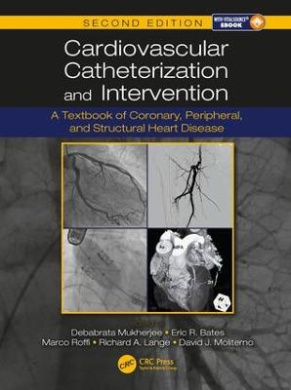 SECOND EDITION
WITH VITALSOURCE®
EBOOK
Cardiovascular
Catheterization
and Intervention
A Textbook of Coronary, Peripheral,
and Structural Heart Disease
Debabrata Mukherjee • Eric R. Bates
Marco Roffi • Richard A. Lange • David J. Moliterno
CRC
CRC Press
Taylor & Francis Group